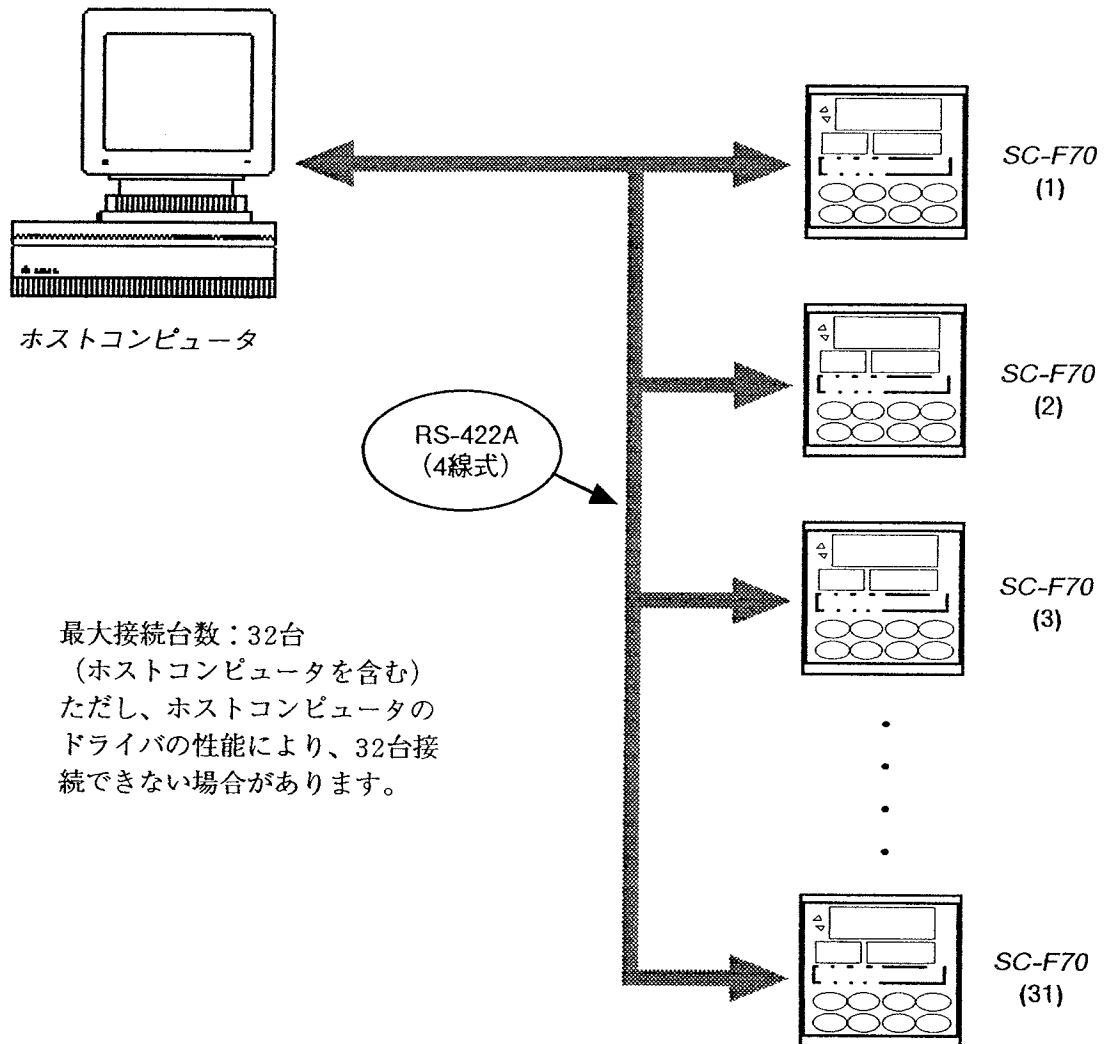 SC-F70
(1)
ホストコンピュータ
SC-F70
(2)
RS-422A
（4線式）
SC-F70
(3)
最大接続台数：32台
（ホストコンピュータを含む）
ただし、ホストコンピュータの
ドライバの性能により、32台接
続できない場合があります。
SC-F70
(31)